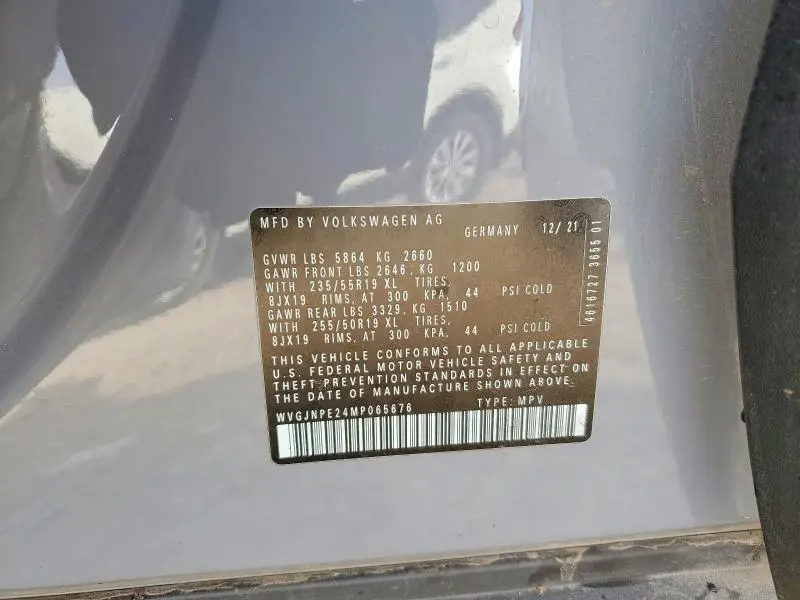 MFD BY VOLKSWAGEN AG
GERMANY 12/ 21
GVWR LBS 5864 KG 2660
GAWR FRONT LBS 2646, KG 1200
WITH 235/55R19 XL TIRES,
8JX19 RIMS, AT 300 KPA, 44 PSI COLD
GAWR REAR LBS 3329, KG 1510
WITH 255/50R19 XL TIRES,
8JX19 RIMS, AT 300 KPA, 44 PSI COLD
THIS VEHICLE CONFORMS TO ALL APPLICABLE
U.S. FEDERAL MOTOR VEHICLE SAFETY AND
THEFT PREVENTION STANDARDS IN EFFECT ON
THE DATE OF MANUFACTURE SHOWN ABOVE.
WVGJNPE24MP065676 TYPE: MPV
4616727 3655 01